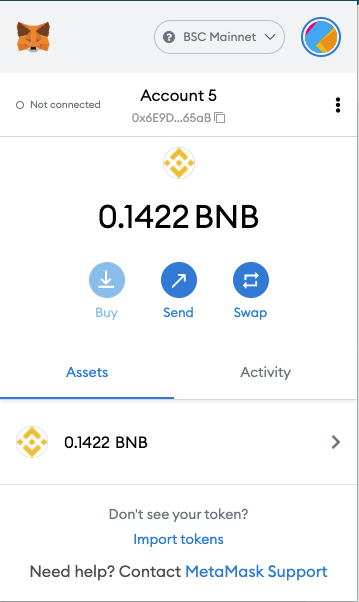 BSC Mainnet
Not connected
Account 5
0x6E9D...65aB
0.1422 BNB
Buy Send Swap
Assets Activity
0.1422 BNB
Don't see your token?
Import tokens
Need help? Contact MetaMask Support